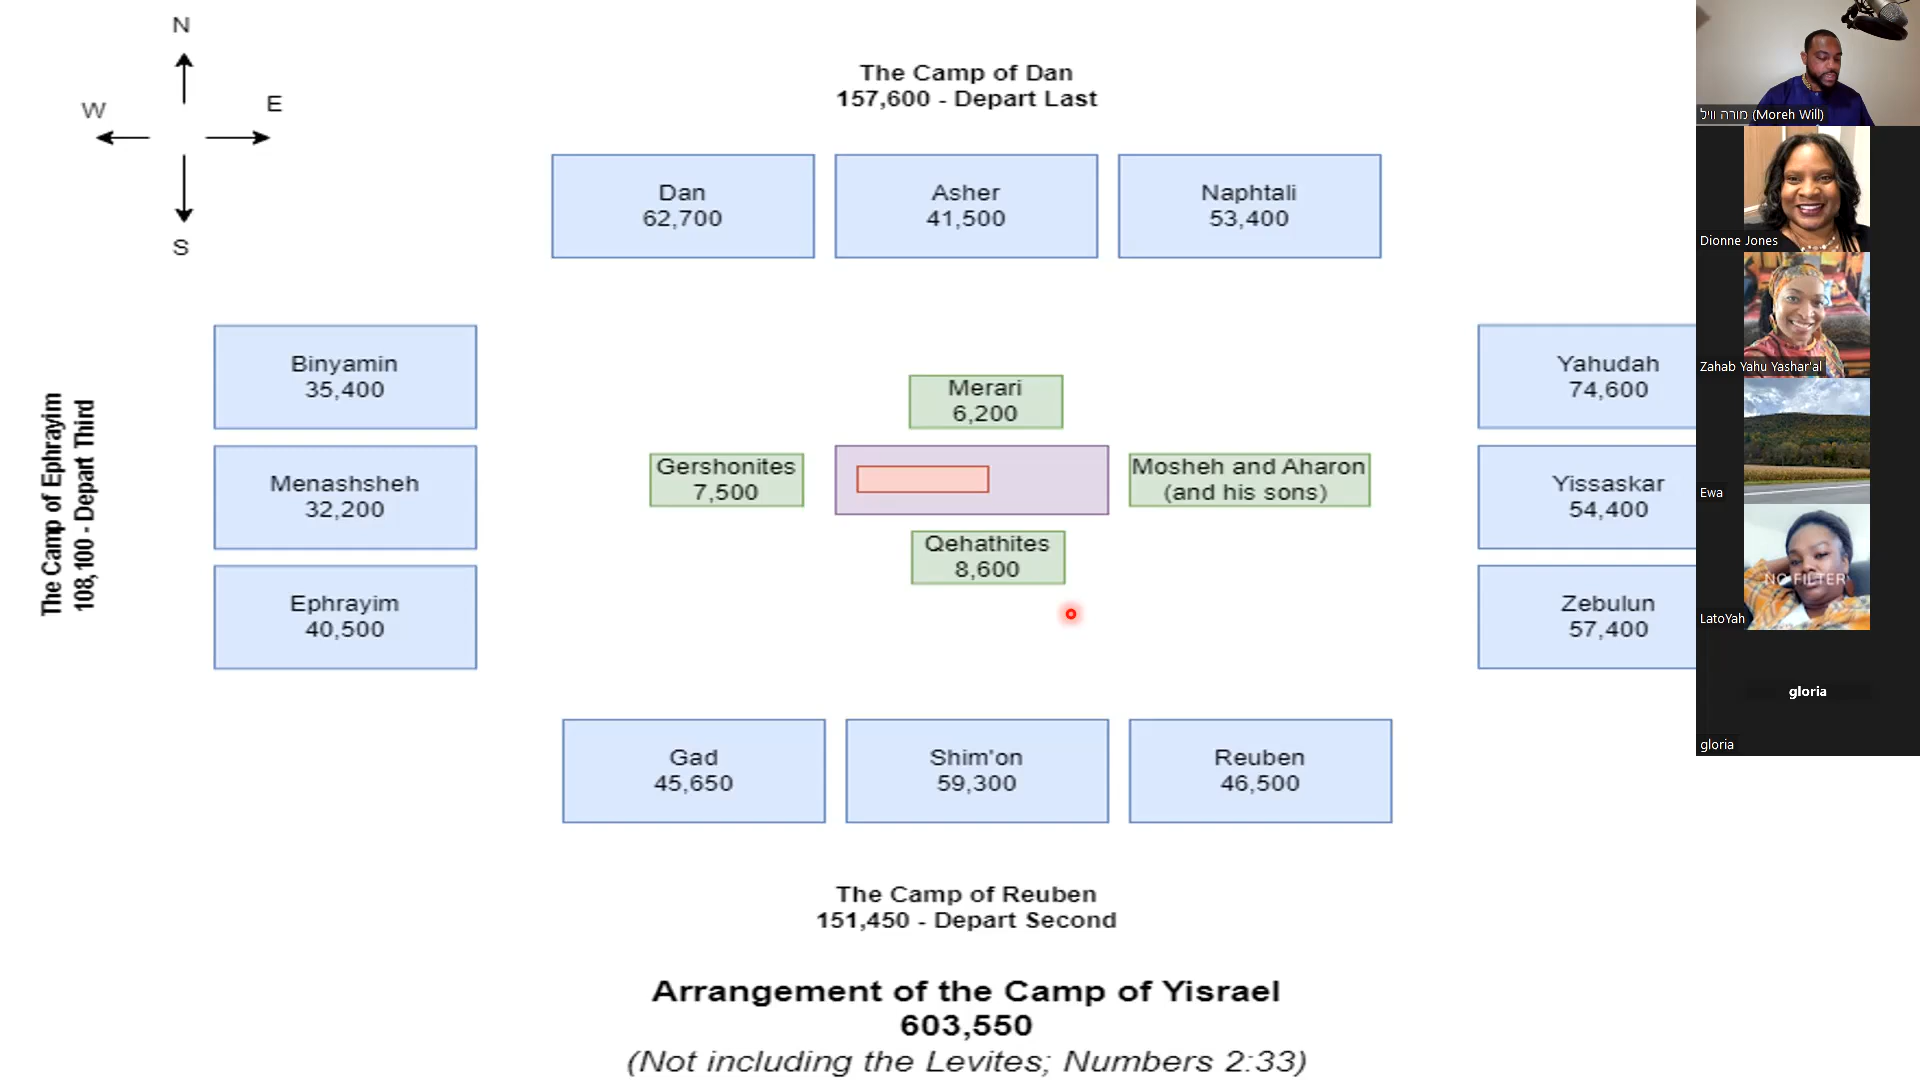 N
W
E
S
The Camp of Dan
157,600 - Depart Last
Dan
62,700
Asher
41,500
Naphtali
53,400
The Camp of Ephrayim
108,100 - Depart Third
Binyamin
35,400
Menashsheh
32,200
Ephrayim
40,500
Merari
6,200
Gershonites
7,500
Mosheh and Aharon
(and his sons)
Qehathites
8,600
Yahudah
74,600
Yissaskar
54,400
Zebulun
57,400
Gad
45,650
Shim'on
59,300
Reuben
46,500
The Camp of Reuben
151,450 - Depart Second
Arrangement of the Camp of Yisrael
603,550
(Not including the Levites; Numbers 2:33)
מורה וויל (Moreh Will)
Dionne Jones
Zahab Yahu Yashar'al
Ewa
NO FILTER
LatoYah
gloria
gloria